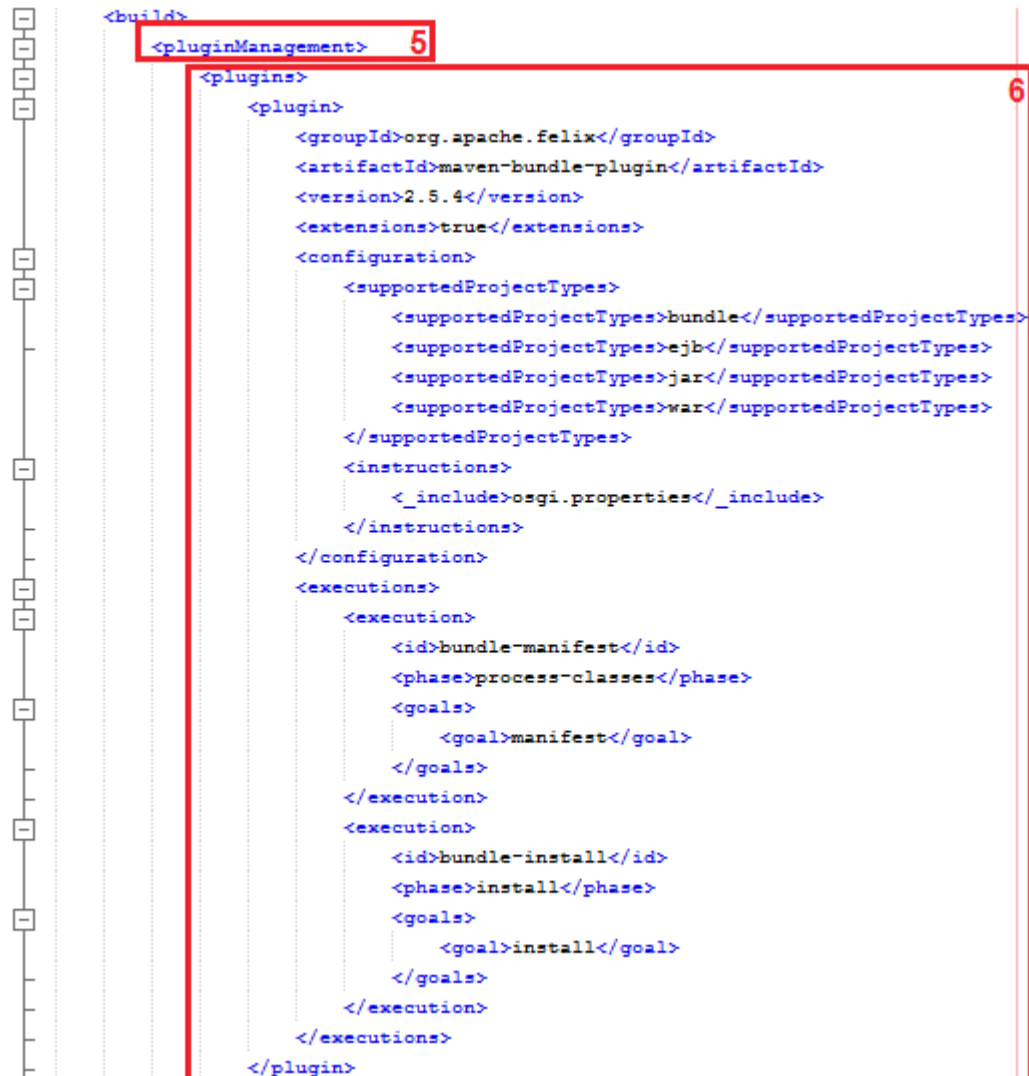 <build>
<pluginManagement> 5
<plugins>
6
<plugin>
<groupId>org.apache.felix</groupId>
<artifactId>maven-bundle-plugin</artifactId>
<version>2.5.4</version>
<extensions>true</extensions>
<configuration>
<supportedProjectTypes>
<supportedProjectTypes>bundle</supportedProjectTypes>
<supportedProjectTypes>ejb</supportedProjectTypes>
<supportedProjectTypes>jar</supportedProjectTypes>
<supportedProjectTypes>war</supportedProjectTypes>
</supportedProjectTypes>
<instructions>
<_include>osgi.properties</_include>
</instructions>
</configuration>
<executions>
<execution>
<id>bundle-manifest</id>
<phase>process-classes</phase>
<goals>
<goal>manifest</goal>
</goals>
</execution>
<execution>
<id>bundle-install</id>
<phase>install</phase>
<goals>
<goal>install</goal>
</goals>
</execution>
</executions>
</plugin>